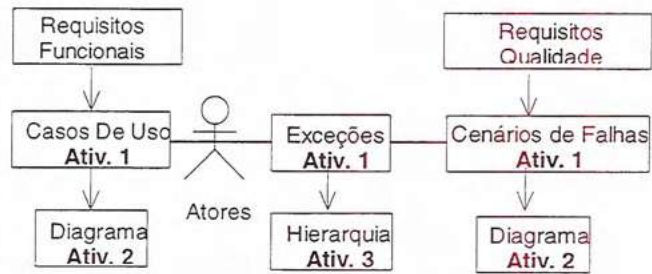 Requisitos
Funcionais
Requisitos
Qualidade
Casos De Uso
Ativ. 1
Exceções
Ativ. 1
Cenários de Falhas
Ativ. 1
Atores
Diagrama
Ativ. 2
Hierarquia
Ativ. 3
Diagrama
Ativ. 2